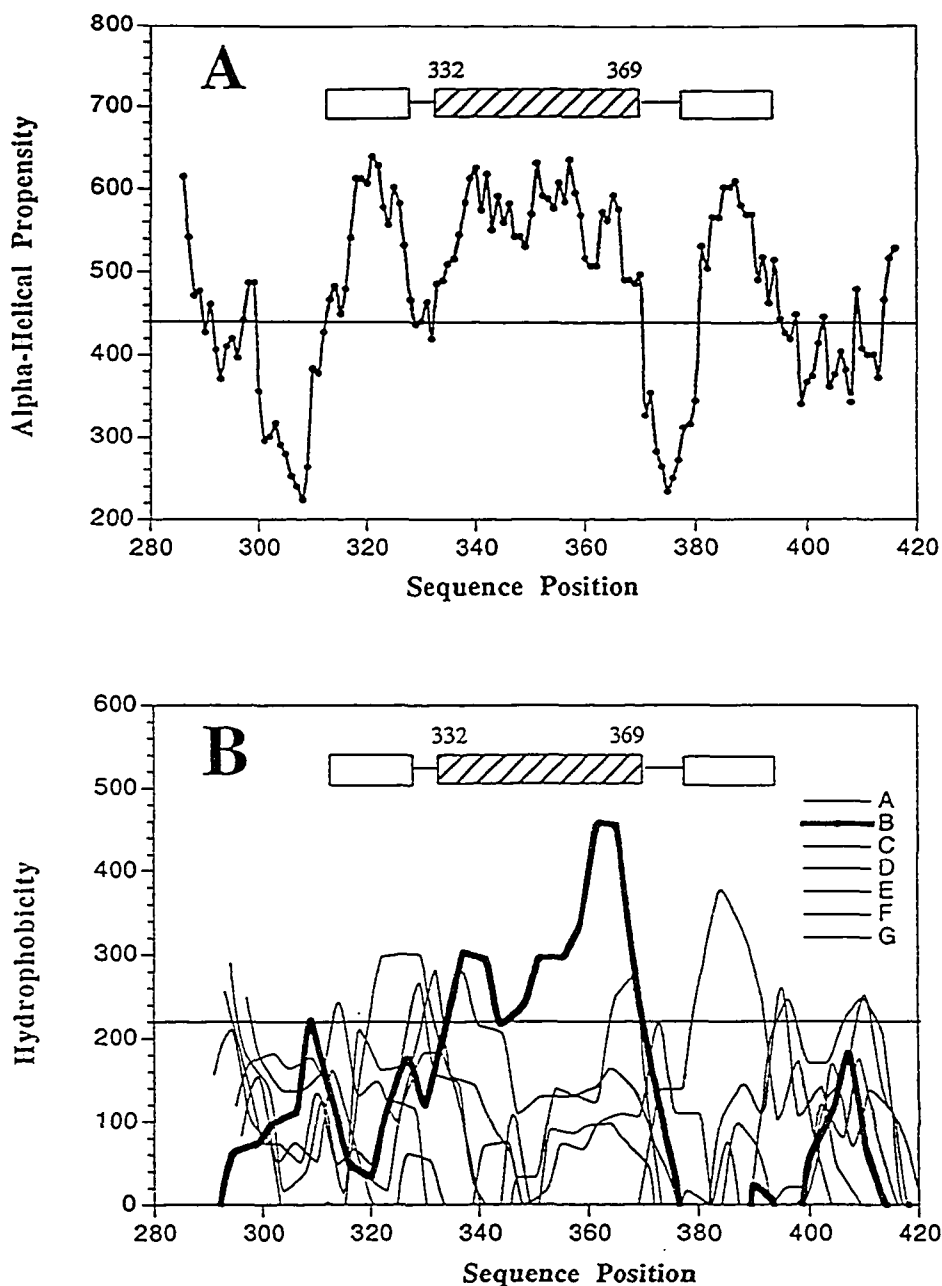 800
700
600
500
400
300
200
Alpha-Helical Propensity
A
332 369
280 300 320 340 360 380 400 420
Sequence Position
600
500
400
300
200
100
0
Hydrophobicity
B
332 369
A
B
C
D
E
F
G
280 300 320 340 360 380 400 420
Sequence Position